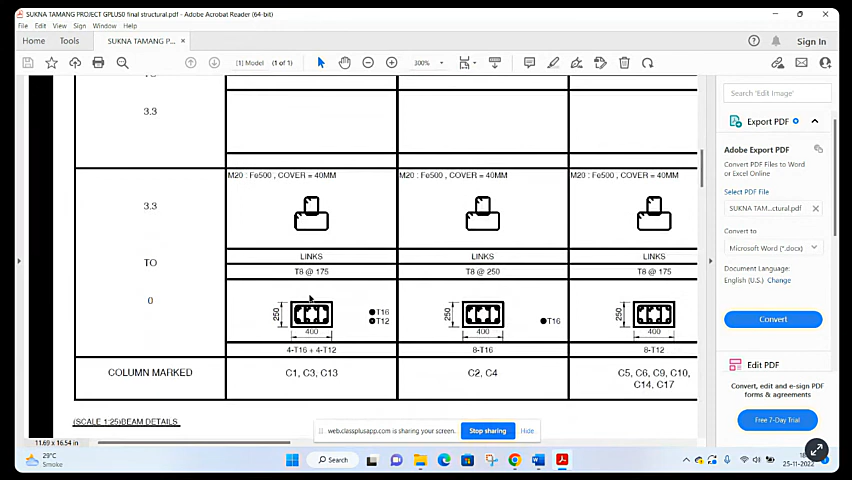 SUKNA TAMANG PROJECT GPLUS0 final structural.pdf - Adobe Acrobat Reader (64-bit)
File Edit View Sign Window Help
Home Tools SUKNA TAMANG P... × Sign In
[1] Model (1 of 1) 300%
3.3
M20 : Fe500 , COVER = 40MM M20 : Fe500 , COVER = 40MM M20 : Fe500 , COVER = 40MM
3.3
LINKS LINKS LINKS
TO
T8 @ 175 T8 @ 250 T8 @ 175
0
250 400 T16 T12
250 400 T16
250 400
4-T16 + 4-T12 8-T16 8-T12
COLUMN MARKED C1, C3, C13 C2, C4 C5, C6, C9, C10,
C14, C17
(SCALE 1:25)BEAM DETAILS
web.classplusapp.com is sharing your screen. Stop sharing Hide
11.69 x 16.54 in
Search 'Edit Image'
Export PDF
Adobe Export PDF
Convert PDF Files to Word
or Excel Online
Select PDF File
SUKNA TAM...ctural.pdf ×
Convert to
Microsoft Word (*.docx)
Document Language:
English (U.S.) Change
Convert
Edit PDF
Convert, edit and e-sign PDF
forms & agreements
Free 7-Day Trial
29°C
Smoke
Search
25-11-2022